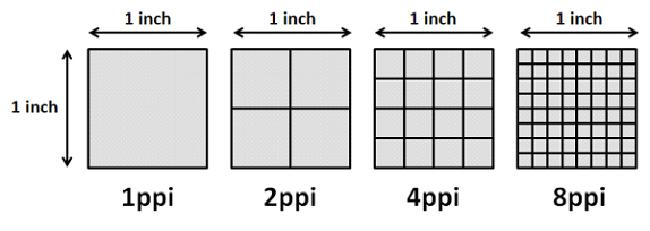 1 inch 1 inch 1 inch 1 inch
1 inch
1ppi 2ppi 4ppi 8ppi